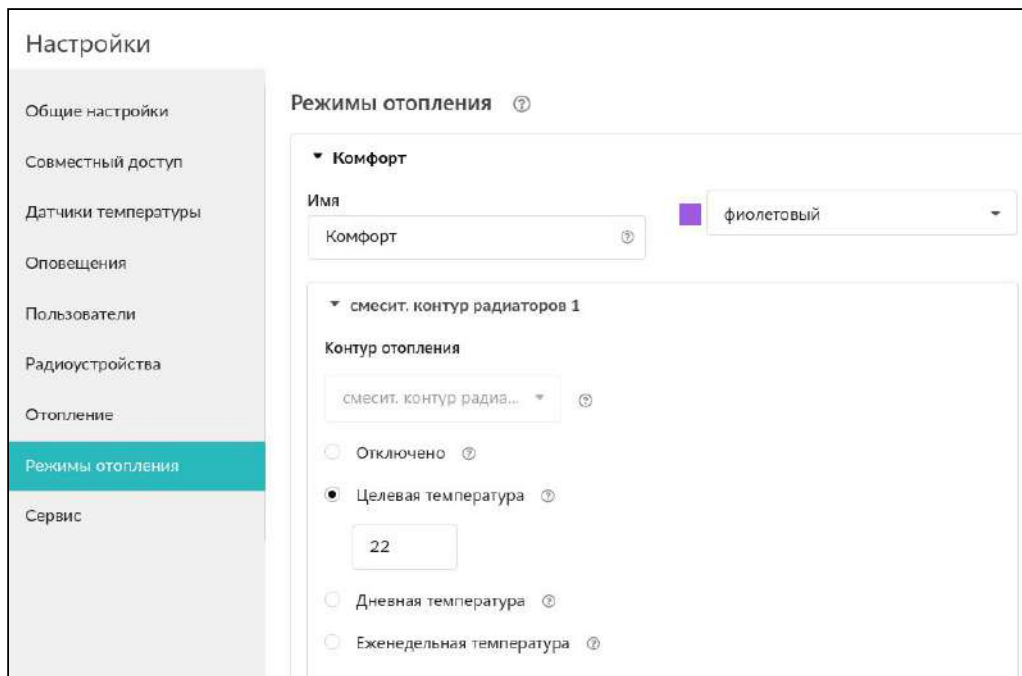 Настройки
Общие настройки
Совместный доступ
Датчики температуры
Оповещения
Пользователи
Радиоустройства
Отопление
Режимы отопления
Сервис
Режимы отопления
Комфорт
Имя
Комфорт
фиолетовый
смесит. контур радиаторов 1
Контур отопления
смесит. контур радиа...
Отключено
Целевая температура
22
Дневная температура
Еженедельная температура